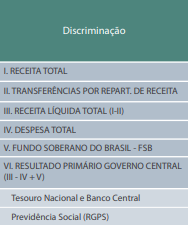 Discriminação
I. RECEITA TOTAL
II. TRANSFERÊNCIAS POR REPART. DE RECEITA
III. RECEITA LÍQUIDA TOTAL (I-II)
IV. DESPESA TOTAL
V. FUNDO SOBERANO DO BRASIL - FSB
VI. RESULTADO PRIMÁRIO GOVERNO CENTRAL
(III - IV + V)
Tesouro Nacional e Banco Central
Previdência Social (RGPS)